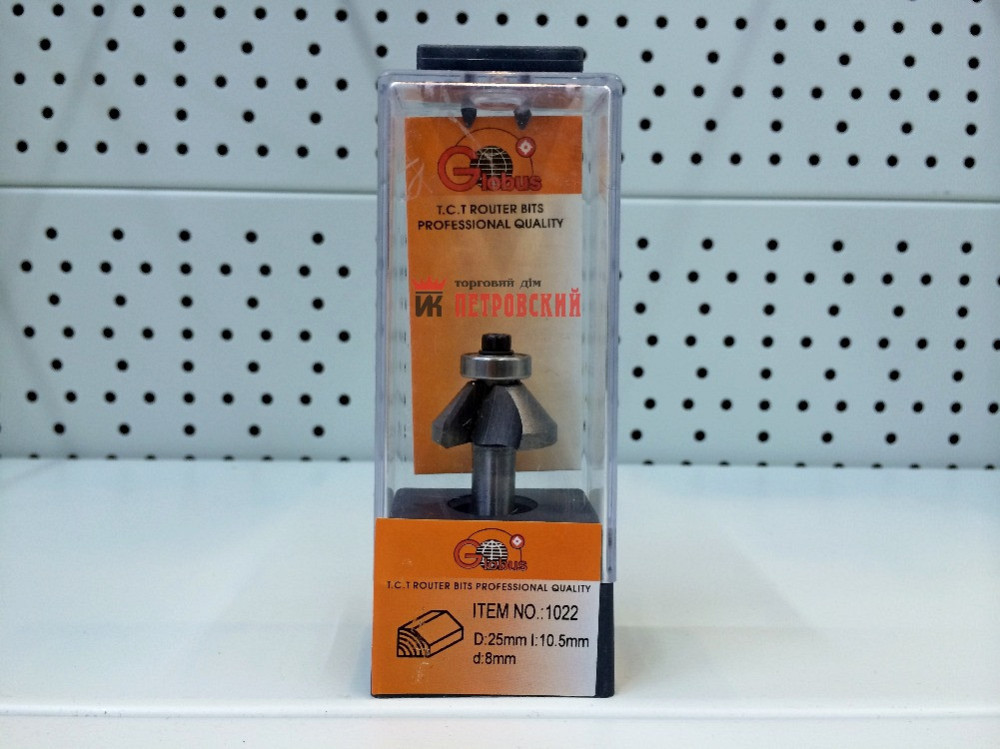 Globus
T.C.T ROUTER BITS
PROFESSIONAL QUALITY
торговий дім
ПЕТРОВСКИЙ
Globus
T.C.T ROUTER BITS PROFESSIONAL QUALITY
ITEM NO.:1022
D:25mm l:10.5mm
d:8mm